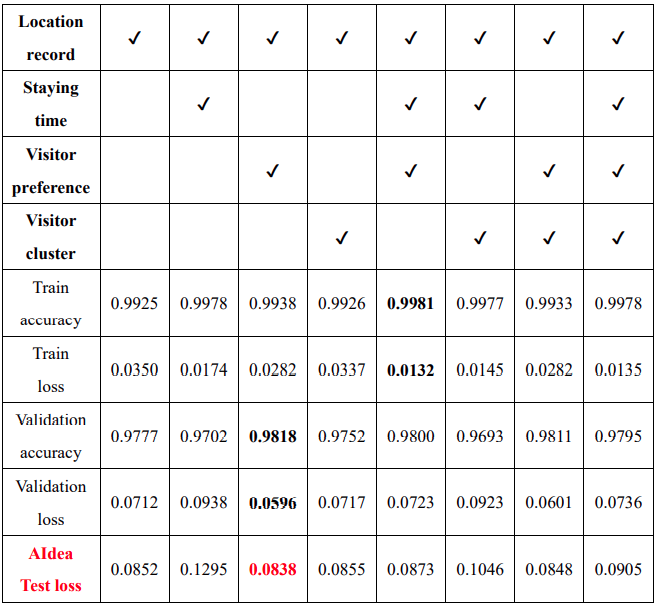 Location record ✓ ✓ ✓ ✓ ✓ ✓ ✓ ✓
Staying time ✓ ✓ ✓ ✓
Visitor preference ✓ ✓ ✓ ✓
Visitor cluster ✓ ✓ ✓ ✓
Train accuracy 0.9925 0.9978 0.9938 0.9926 0.9981 0.9977 0.9933 0.9978
Train loss 0.0350 0.0174 0.0282 0.0337 0.0132 0.0145 0.0282 0.0135
Validation accuracy 0.9777 0.9702 0.9818 0.9752 0.9800 0.9693 0.9811 0.9795
Validation loss 0.0712 0.0938 0.0596 0.0717 0.0723 0.0923 0.0601 0.0736
AIdea Test loss 0.0852 0.1295 0.0838 0.0855 0.0873 0.1046 0.0848 0.0905